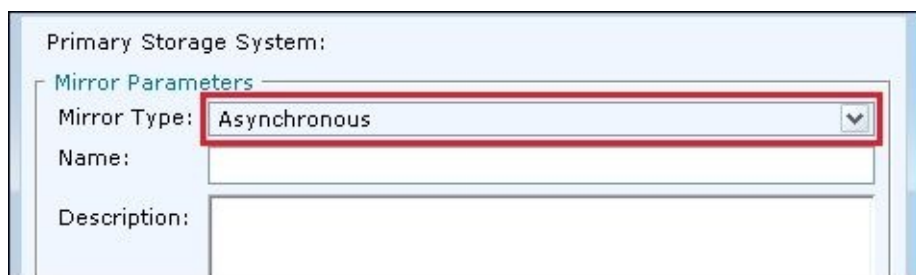 Primary Storage System:
Mirror Parameters
Mirror Type: Asynchronous
Name:
Description: